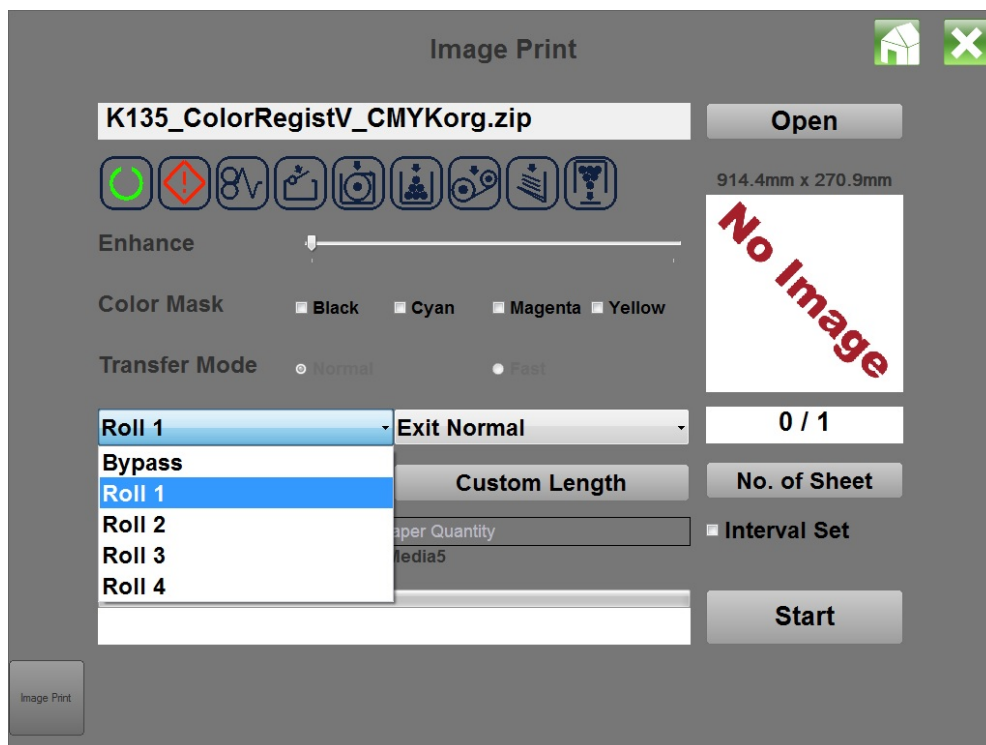 Image Print
K135_ColorRegistV_CMYKorg.zip
Open
914.4mm x 270.9mm
No Image
Enhance
Color Mask
Black
Cyan
Magenta
Yellow
Transfer Mode
Normal
Fast
Roll 1
Exit Normal
0 / 1
Bypass
Roll 1
Roll 2
Roll 3
Roll 4
Custom Length
No. of Sheet
Quantity
Interval Set
Start
Image Print